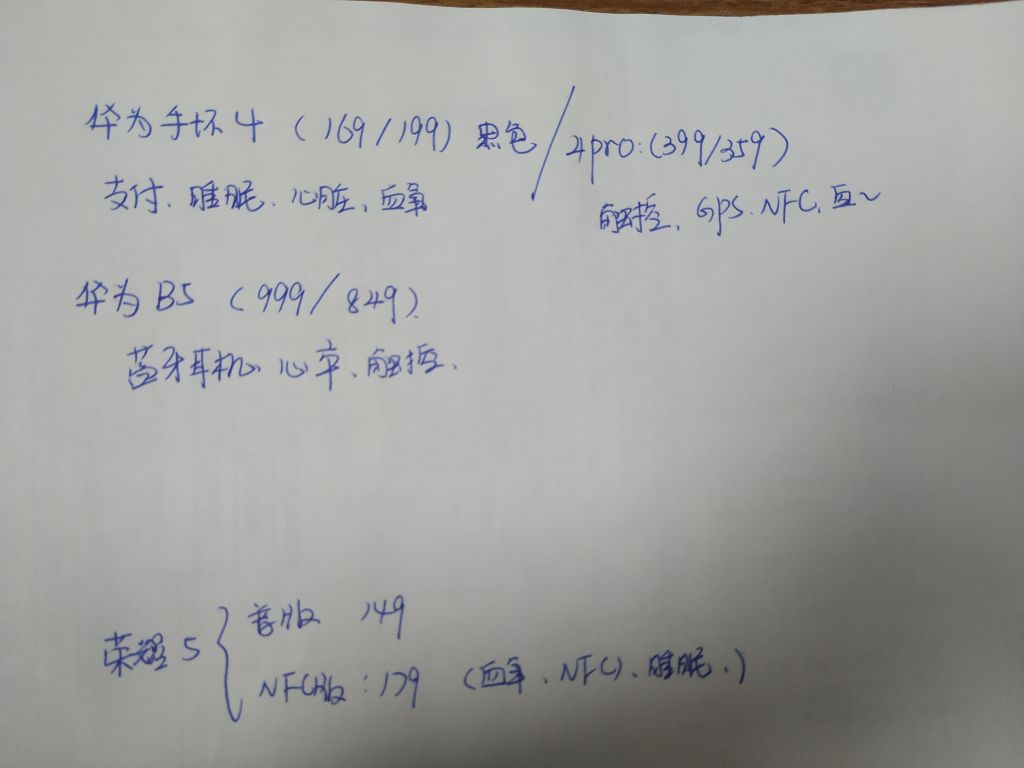 华为手环4 (169/199) 黑色 / 4pro:(399/359)
支付、睡眠、心脏、血氧
触控、GPS、NFC、血~
华为B5 (999/849)
蓝牙耳机、心率、触控、
荣耀5 { 普版 149
NFC版:179 (血氧、NFC、睡眠、)